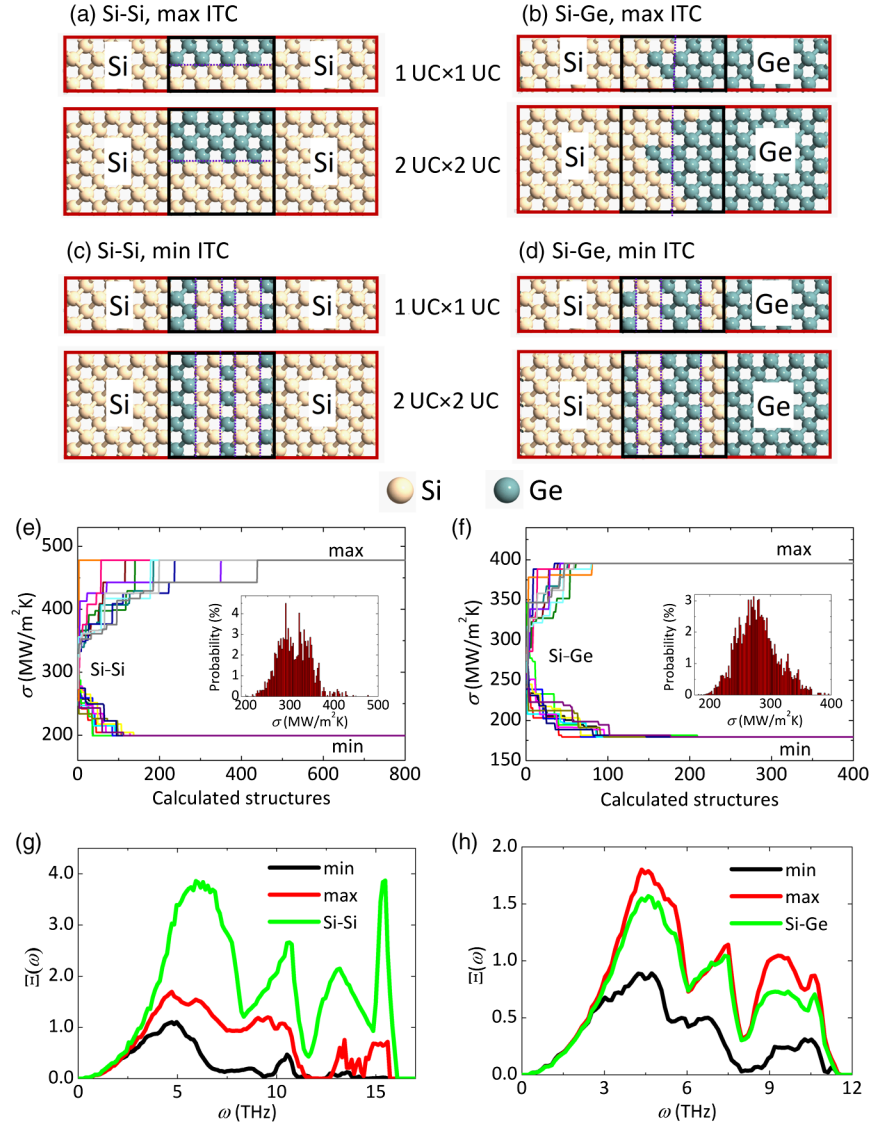 (a) Si-Si, max ITC
(b) Si-Ge, max ITC
Si
Si
1 UC×1 UC
Si
Ge
Si
Si
2 UC×2 UC
Si
Ge
(c) Si-Si, min ITC
(d) Si-Ge, min ITC
Si
Si
1 UC×1 UC
Si
Ge
Si
Si
2 UC×2 UC
Si
Ge
Si
Ge
(e)
500
450
400
350
300
250
200
σ (MW/m²K)
max
Si-Si
min
0
200
400
600
800
Calculated structures
Probability (%)
5
4
3
2
1
0
200
300
400
500
σ (MW/m²K)
(f)
400
350
300
250
200
150
σ (MW/m²K)
max
Si-Ge
min
0
100
200
300
400
Calculated structures
Probability (%)
3
2
1
0
200
300
400
σ (MW/m²K)
(g)
4.0
3.0
2.0
1.0
0.0
Ξ(ω)
min
max
Si-Si
0
5
10
15
ω (THz)
(h)
2.0
1.5
1.0
0.5
0.0
Ξ(ω)
min
max
Si-Ge
0
3
6
9
12
ω (THz)